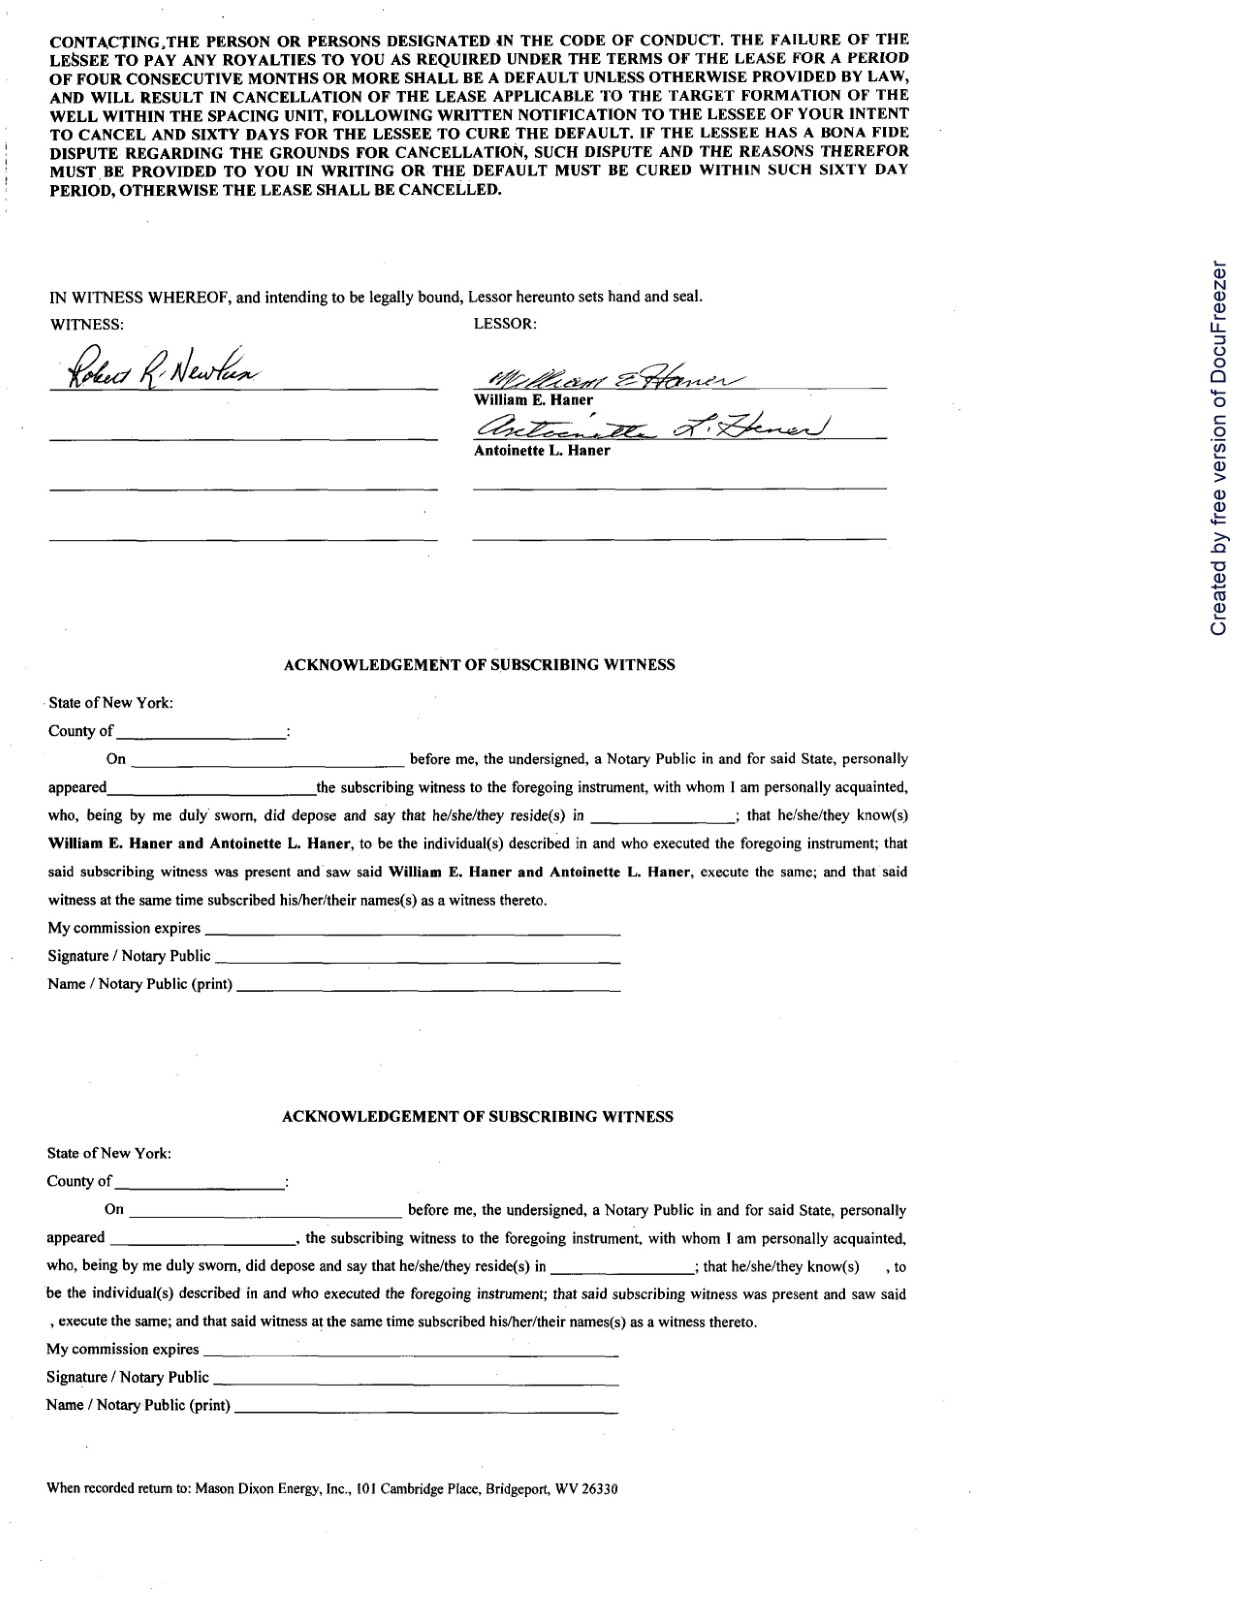 CONTACTING THE PERSON OR PERSONS DESIGNATED IN THE CODE OF CONDUCT. THE FAILURE OF THE
LESSEE TO PAY ANY ROYALTIES TO YOU AS REQUIRED UNDER THE TERMS OF THE LEASE FOR A PERIOD
OF FOUR CONSECUTIVE MONTHS OR MORE SHALL BE A DEFAULT UNLESS OTHERWISE PROVIDED BY LAW,
AND WILL RESULT IN CANCELLATION OF THE LEASE APPLICABLE TO THE TARGET FORMATION OF THE
WELL WITHIN THE SPACING UNIT, FOLLOWING WRITTEN NOTIFICATION TO THE LESSEE OF YOUR INTENT
TO CANCEL AND SIXTY DAYS FOR THE LESSEE TO CURE THE DEFAULT. IF THE LESSEE HAS A BONA FIDE
DISPUTE REGARDING THE GROUNDS FOR CANCELLATION, SUCH DISPUTE AND THE REASONS THEREFOR
MUST BE PROVIDED TO YOU IN WRITING OR THE DEFAULT MUST BE CURED WITHIN SUCH SIXTY DAY
PERIOD, OTHERWISE THE LEASE SHALL BE CANCELLED.
IN WITNESS WHEREOF, and intending to be legally bound, Lessor hereunto sets hand and seal.
WITNESS: LESSOR:
Robert R. William E Haner
William E. Haner
Antoinette L. Haner
Antoinette L. Haner
ACKNOWLEDGEMENT OF SUBSCRIBING WITNESS
State of New York:
County of ____________________:
On ________________________________ before me, the undersigned, a Notary Public in and for said State, personally
appeared_________________________the subscribing witness to the foregoing instrument, with whom I am personally acquainted,
who, being by me duly sworn, did depose and say that he/she/they reside(s) in _________________; that he/she/they know(s)
William E. Haner and Antoinette L. Haner, to be the individual(s) described in and who executed the foregoing instrument; that
said subscribing witness was present and saw said William E. Haner and Antoinette L. Haner, execute the same; and that said
witness at the same time subscribed his/her/their names(s) as a witness thereto.
My commission expires ________________________________
Signature / Notary Public ________________________________
Name / Notary Public (print) ________________________________
ACKNOWLEDGEMENT OF SUBSCRIBING WITNESS
State of New York:
County of ____________________:
On ________________________________ before me, the undersigned, a Notary Public in and for said State, personally
appeared ______________________, the subscribing witness to the foregoing instrument, with whom I am personally acquainted,
who, being by me duly sworn, did depose and say that he/she/they reside(s) in _________________; that he/she/they know(s) , to
be the individual(s) described in and who executed the foregoing instrument; that said subscribing witness was present and saw said
, execute the same; and that said witness at the same time subscribed his/her/their names(s) as a witness thereto.
My commission expires ________________________________
Signature / Notary Public ________________________________
Name / Notary Public (print) ________________________________
When recorded return to: Mason Dixon Energy, Inc., 101 Cambridge Place, Bridgeport, WV 26330
Created by free version of DocuFreezer